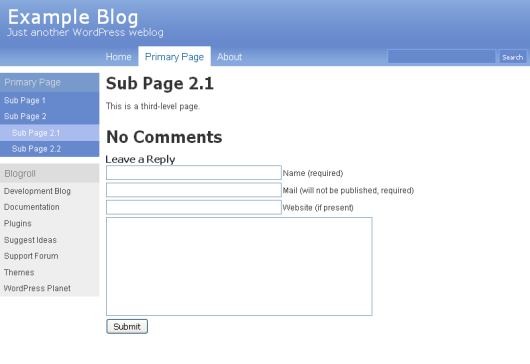 Example Blog
Just another WordPress weblog
Home Primary Page About Search
Primary Page
Sub Page 1
Sub Page 2
Sub Page 2.1
Sub Page 2.2
Blogroll
Development Blog
Documentation
Plugins
Suggest Ideas
Support Forum
Themes
WordPress Planet
Sub Page 2.1
This is a third-level page.
No Comments
Leave a Reply
Name (required)
Mail (will not be published, required)
Website (if present)
Submit